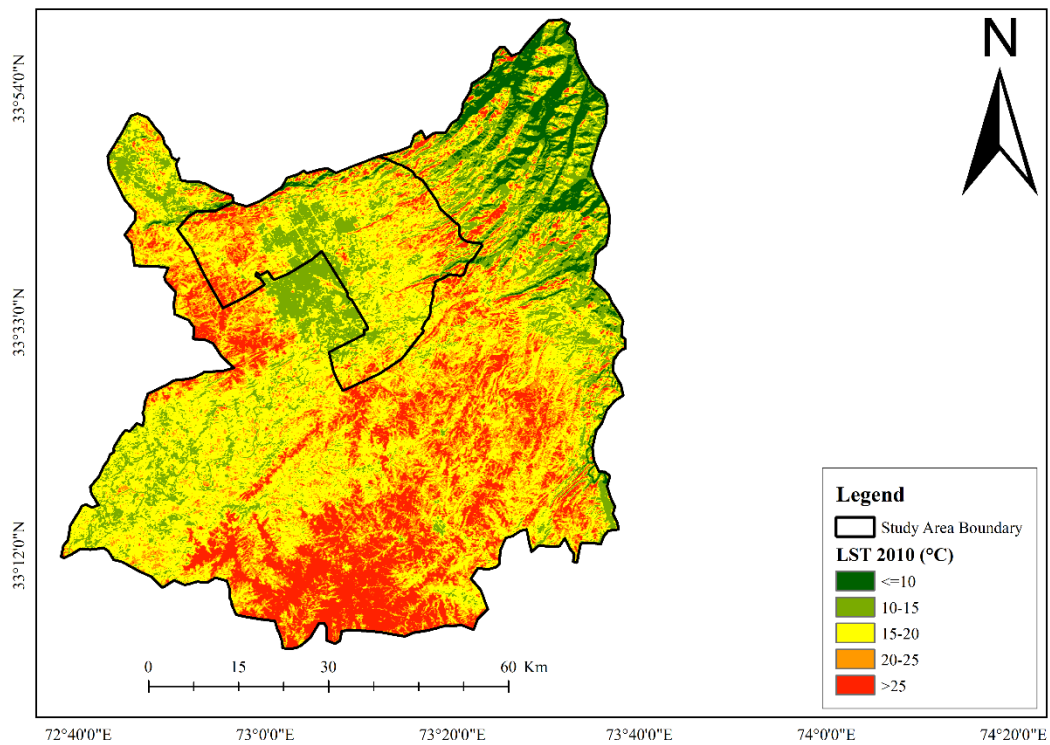 N
33°54'0"N
33°33'0"N
33°12'0"N
Legend
Study Area Boundary
LST 2010 (°C)
<=10
10-15
15-20
20-25
>25
0 15 30 60 Km
72°40'0"E 73°0'0"E 73°20'0"E 73°40'0"E 74°0'0"E 74°20'0"E